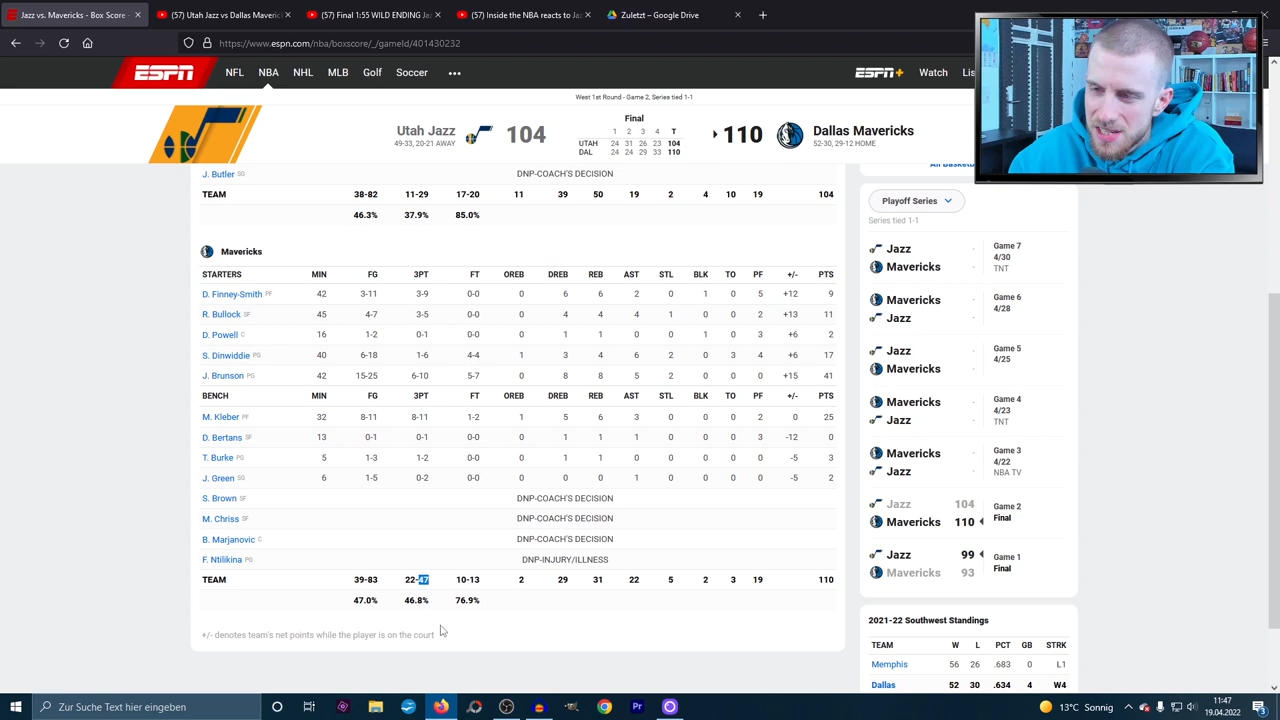 Jazz vs. Mavericks - Box Score
(57) Utah Jazz
(57) Final 1:55
(57) Inside the NBA reacts to
Zuletzt – Google Drive
https://www.espn.com/nba/boxscore
gameId/401430232
ESPN NFL NBA NHL MLB Golf Soccer ESPN+ Watch Lis
West 1st Round - Game 2, Series tied 1-1
Final
Utah Jazz 104
49-33, 20-21 AWAY
1 2 3 4 T
UTAH 24 31 26 23 104
DAL 24 24 29 33 110
110 Dallas Mavericks
52-30, 29-12 HOME
J. Butler SG DNP-COACH'S DECISION
TEAM 38-82 11-29 17-20 11 39 50 19 2 4 10 19 104
46.3% 37.9% 85.0%
Mavericks
STARTERS MIN FG 3PT FT OREB DREB REB AST STL BLK TO PF +/- PTS
D. Finney-Smith PF 42 3-11 3-9 0-0 0 6 6 2 0 1 0 5 +12 9
R. Bullock SF 45 4-7 3-5 0-0 0 4 4 4 1 0 0 2 +13 11
D. Powell C 16 1-2 0-1 0-0 0 1 1 0 0 1 0 3 +6 2
S. Dinwiddie PG 40 6-18 1-6 4-4 1 3 4 6 2 0 3 4 +6 17
J. Brunson PG 42 15-25 6-10 5-7 0 8 8 5 2 0 0 2 +15 41
BENCH MIN FG 3PT FT OREB DREB REB AST STL BLK TO PF +/- PTS
M. Kleber PF 32 8-11 8-11 1-2 1 5 6 3 0 0 0 2 0 25
D. Bertans SF 13 0-1 0-1 0-0 0 1 1 1 0 0 0 3 -12 0
T. Burke PG 5 1-3 1-2 0-0 0 1 1 0 0 0 0 0 -5 3
J. Green SG 6 1-5 0-2 0-0 0 0 0 1 0 0 0 0 -5 2
S. Brown SF DNP-COACH'S DECISION
M. Chriss SF DNP-COACH'S DECISION
B. Marjanovic C DNP-COACH'S DECISION
F. Ntilikina PG DNP-INJURY/ILLNESS
TEAM 39-83 22-47 10-13 2 29 31 22 5 2 3 19 110
47.0% 46.8% 76.9%
+/- denotes team's net points while the player is on the court
All Basketb
Playoff Series
Series tied 1-1
Jazz - Game 7
Mavericks - 4/30
TNT
Mavericks - Game 6
Jazz - 4/28
Jazz - Game 5
Mavericks - 4/25
Mavericks - Game 4
Jazz - 4/23
TNT
Mavericks - Game 3
Jazz - 4/22
NBA TV
Jazz 104 Game 2
Mavericks 110 Final
Jazz 99 Game 1
Mavericks 93 Final
2021-22 Southwest Standings
TEAM W L PCT GB STRK
Memphis 56 26 .683 0 L1
Dallas 52 30 .634 4 W4
Zur Suche Text hier eingeben
11:47
19.04.2022
3